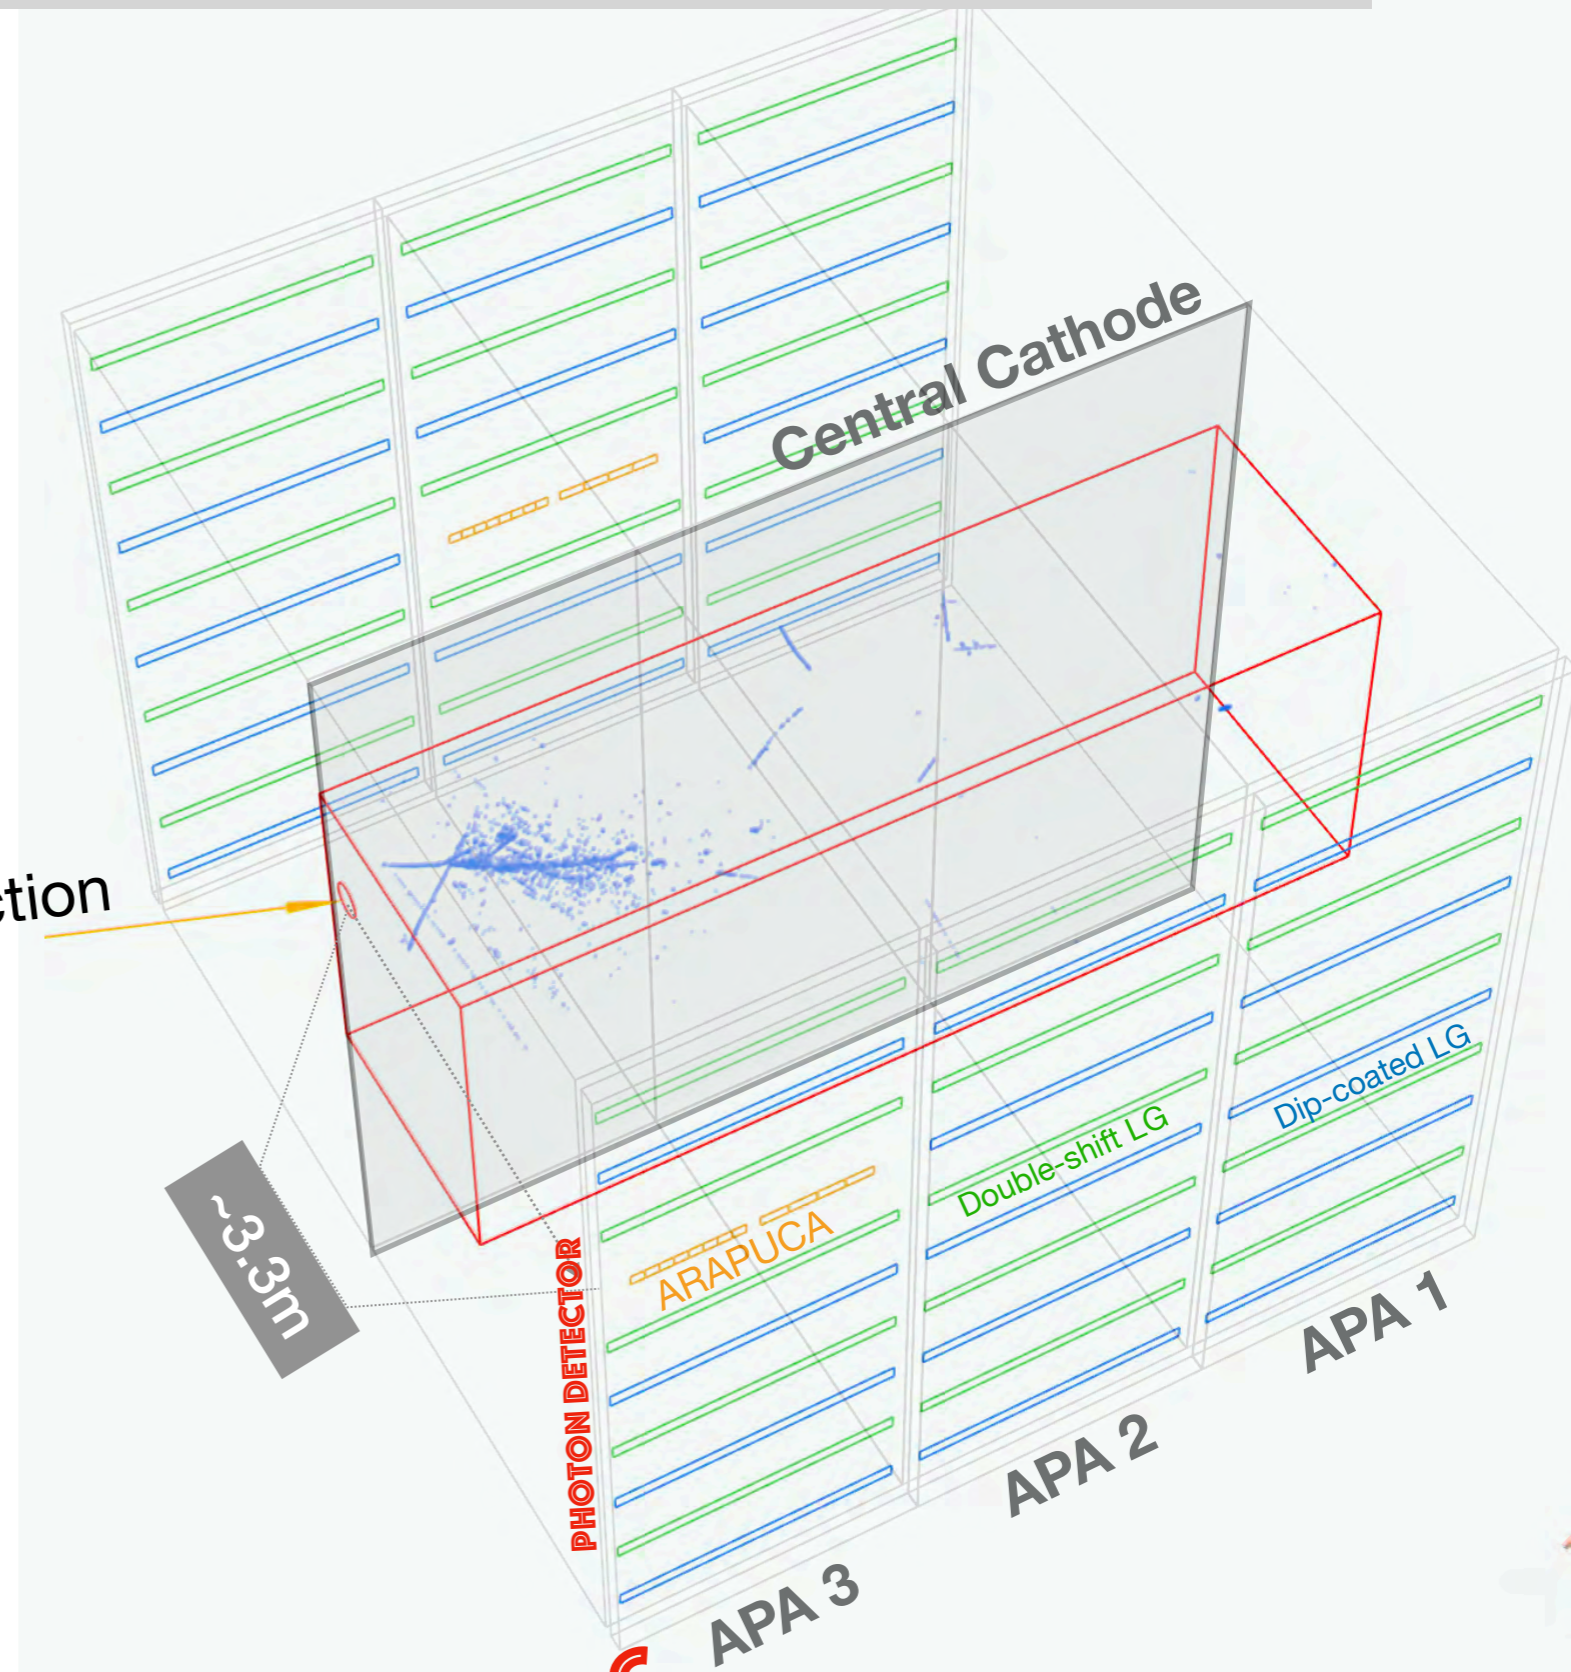 Central Cathode
ction
~3.3m
PHOTON DETECTOR
ARAPUCA
Double-shift LG
Dip-coated LG
APA 1
APA 2
APA 3